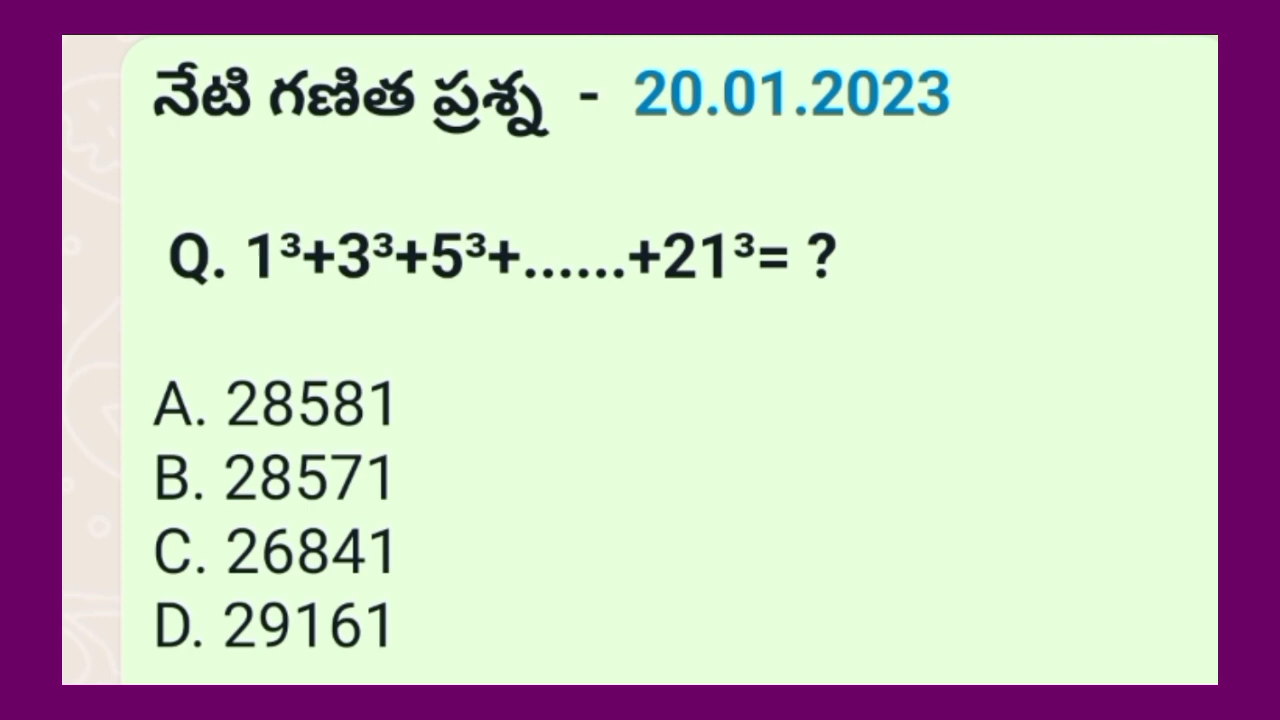 నేటి గణిత ప్రశ్న - 20.01.2023
Q. 1³+3³+5³+......+21³= ?
A. 28581
B. 28571
C. 26841
D. 29161